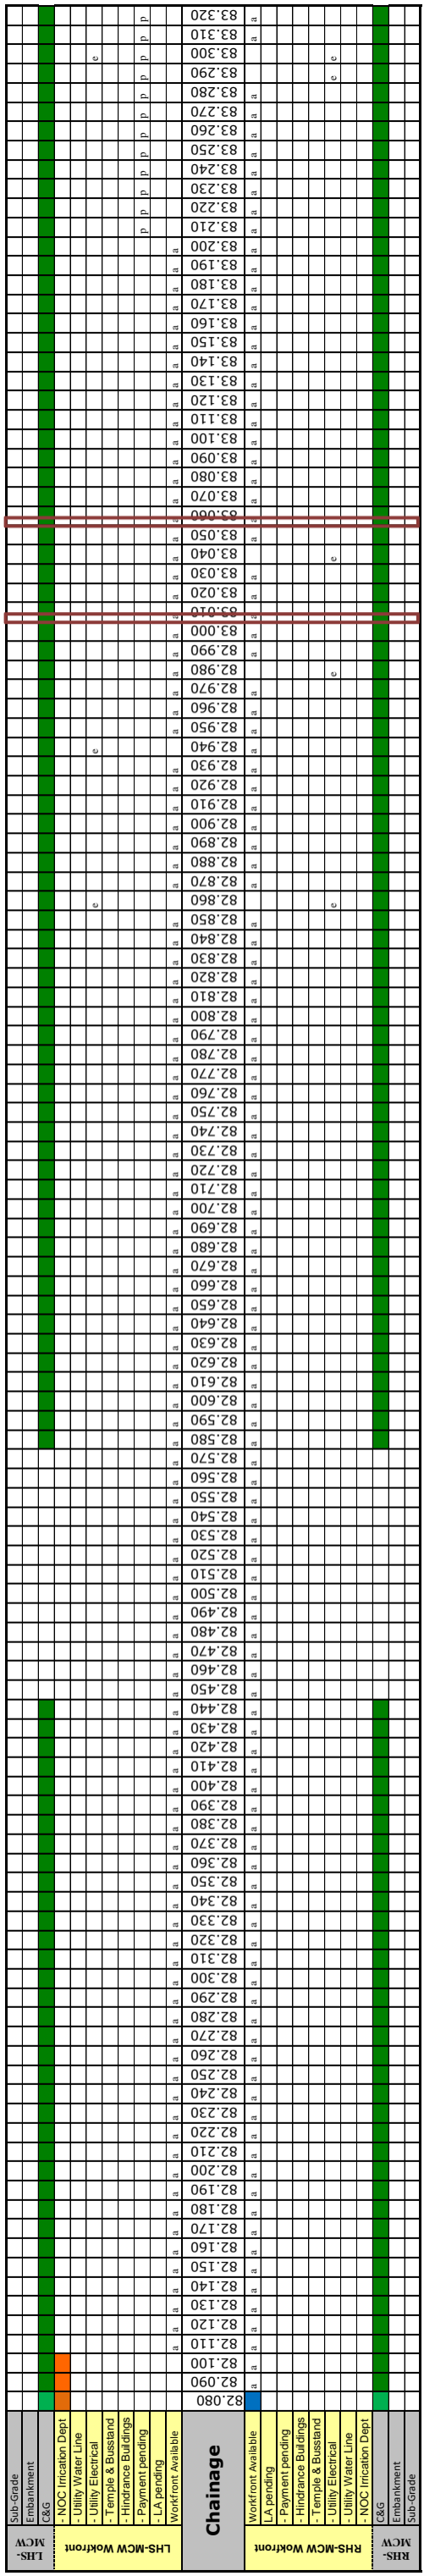 p 83.320 a
p 83.310 a
e p 83.300 e
p 83.290 e
p 83.280 a
p 83.270 a
p 83.260 a
p 83.250 a
p 83.240 a
p 83.230 a
p 83.220 a
p 83.210 a
a 83.200 a
a 83.190 a
a 83.180 a
a 83.170 a
a 83.160 a
a 83.150 a
a 83.140 a
a 83.130 a
a 83.120 a
a 83.110 a
a 83.100 a
a 83.090 a
a 83.080 a
a 83.070 a
a 83.060 a
a 83.050 a
a 83.040 e
a 83.030 a
a 83.020 a
a 83.010 a
a 83.000 a
a 82.990 a
a 82.980 e
a 82.970 a
a 82.960 a
a 82.950 a
e 82.940 a
a 82.930 a
a 82.920 a
a 82.910 a
a 82.900 a
a 82.890 a
a 82.880 a
a 82.870 a
e 82.860 e
a 82.850 a
a 82.840 a
a 82.830 a
a 82.820 a
a 82.810 a
a 82.800 a
a 82.790 a
a 82.780 a
a 82.770 a
a 82.760 a
a 82.750 a
a 82.740 a
a 82.730 a
a 82.720 a
a 82.710 a
a 82.700 a
a 82.690 a
a 82.680 a
a 82.670 a
a 82.660 a
a 82.650 a
a 82.640 a
a 82.630 a
a 82.620 a
a 82.610 a
a 82.600 a
a 82.590 a
a 82.580 a
a 82.570 a
a 82.560 a
a 82.550 a
a 82.540 a
a 82.530 a
a 82.520 a
a 82.510 a
a 82.500 a
a 82.490 a
a 82.480 a
a 82.470 a
a 82.460 a
a 82.450 a
a 82.440 a
a 82.430 a
a 82.420 a
a 82.410 a
a 82.400 a
a 82.390 a
a 82.380 a
a 82.370 a
a 82.360 a
a 82.350 a
a 82.340 a
a 82.330 a
a 82.320 a
a 82.310 a
a 82.300 a
a 82.290 a
a 82.280 a
a 82.270 a
a 82.260 a
a 82.250 a
a 82.240 a
a 82.230 a
a 82.220 a
a 82.210 a
a 82.200 a
a 82.190 a
a 82.180 a
a 82.170 a
a 82.160 a
a 82.150 a
a 82.140 a
a 82.130 a
a 82.120 a
a 82.110 a
82.100
82.090
82.080
Sub-Grade
Embankment
C&G
- NOC Irrication Dept
- Utility Water Line
- Utility Electrical
- Temple & Busstand
- Hindrance Buildings
- Payment pending
- LA pending
Workfront Available
Chainage
Workfront Available
LA pending
- Payment pending
- Hindrance Buildings
- Temple & Busstand
- Utility Electrical
- Utility Water Line
- NOC Irrication Dept
C&G
Embankment
Sub-Grade
LHS-
MCW
LHS-MCW Wokfront
RHS-MCW Wokfront
RHS-
MCW